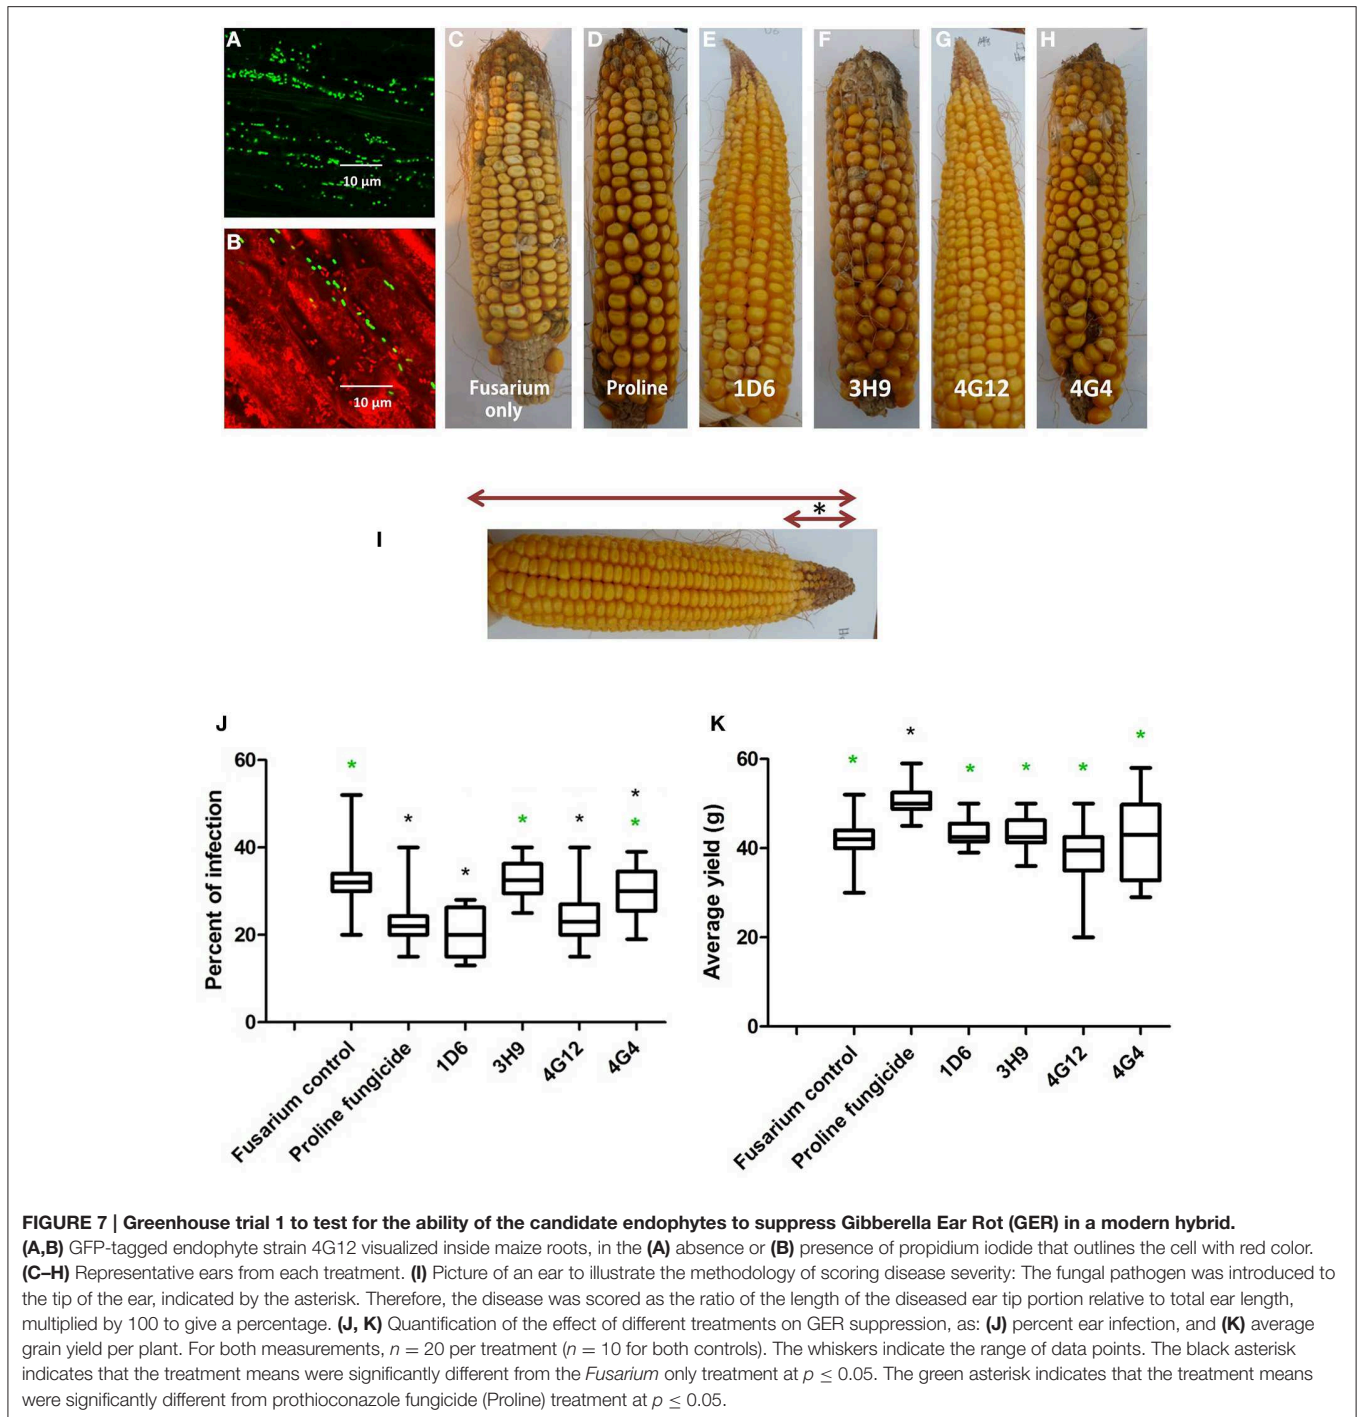 A
10 µm
B
10 µm
C
Fusarium
only
D
Proline
E
1D6
F
3H9
G
4G12
H
4G4
*
I
J
Percent of infection
60
40
20
0
* * * * * * *
Fusarium control
Proline fungicide
1D6
3H9
4G12
4G4
K
Average yield (g)
60
40
20
0
* * * * * *
Fusarium control
Proline fungicide
1D6
3H9
4G12
4G4
FIGURE 7 | Greenhouse trial 1 to test for the ability of the candidate endophytes to suppress Gibberella Ear Rot (GER) in a modern hybrid.
(A,B) GFP-tagged endophyte strain 4G12 visualized inside maize roots, in the (A) absence or (B) presence of propidium iodide that outlines the cell with red color.
(C–H) Representative ears from each treatment. (I) Picture of an ear to illustrate the methodology of scoring disease severity: The fungal pathogen was introduced to
the tip of the ear, indicated by the asterisk. Therefore, the disease was scored as the ratio of the length of the diseased ear tip portion relative to total ear length,
multiplied by 100 to give a percentage. (J, K) Quantification of the effect of different treatments on GER suppression, as: (J) percent ear infection, and (K) average
grain yield per plant. For both measurements, n = 20 per treatment (n = 10 for both controls). The whiskers indicate the range of data points. The black asterisk
indicates that the treatment means were significantly different from the Fusarium only treatment at p ≤ 0.05. The green asterisk indicates that the treatment means
were significantly different from prothioconazole fungicide (Proline) treatment at p ≤ 0.05.